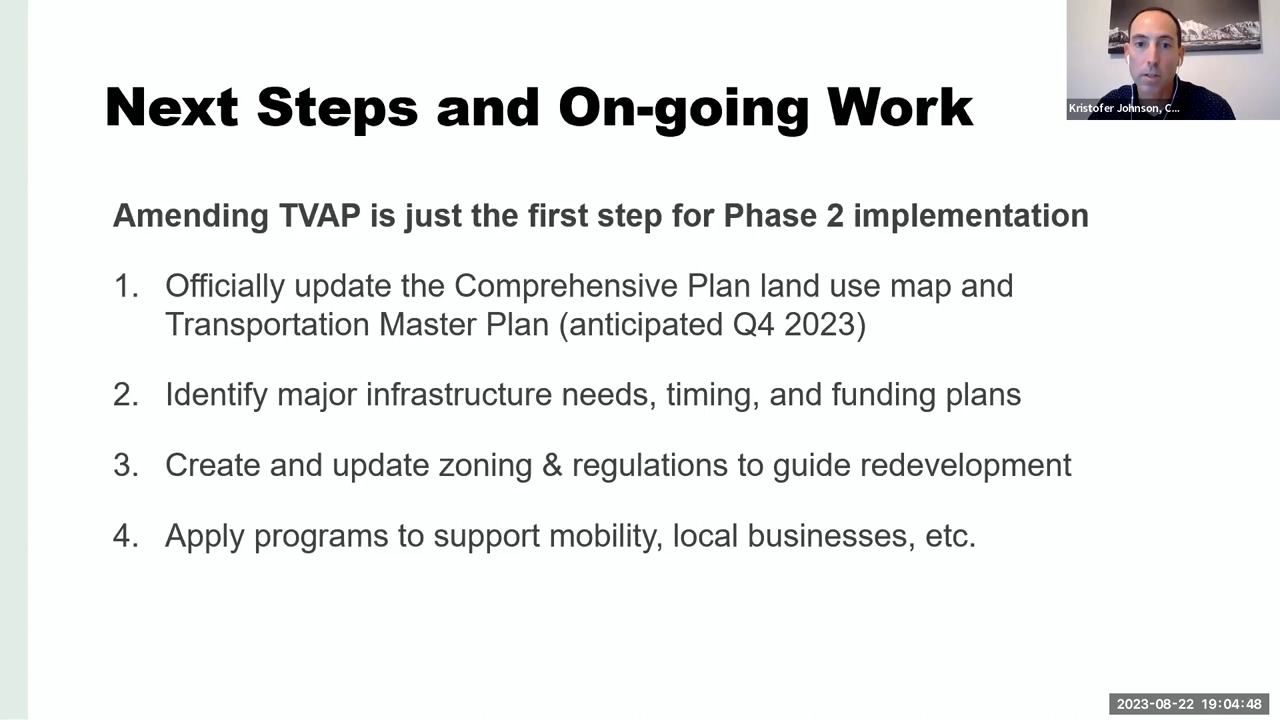 Next Steps and On-going Work
Kristofer Johnson, C...
Amending TVAP is just the first step for Phase 2 implementation
1. Officially update the Comprehensive Plan land use map and
Transportation Master Plan (anticipated Q4 2023)
2. Identify major infrastructure needs, timing, and funding plans
3. Create and update zoning & regulations to guide redevelopment
4. Apply programs to support mobility, local businesses, etc.
2023-08-22 19:04:48